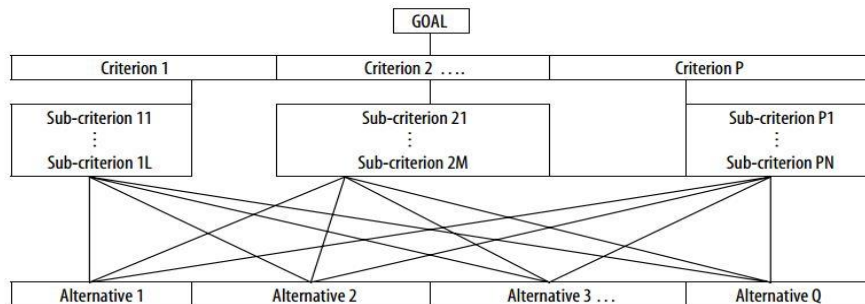 GOAL
Criterion 1 Criterion 2 .... Criterion P
Sub-criterion 11 Sub-criterion 21 Sub-criterion P1
⋮ ⋮ ⋮
Sub-criterion 1L Sub-criterion 2M Sub-criterion PN
Alternative 1 Alternative 2 Alternative 3 ... Alternative Q